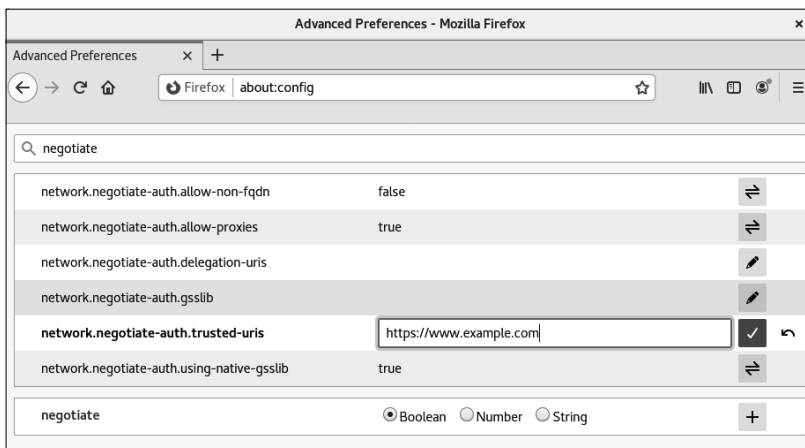 Advanced Preferences - Mozilla Firefox
Advanced Preferences
Firefox about:config
negotiate
network.negotiate-auth.allow-non-fqdn false
network.negotiate-auth.allow-proxies true
network.negotiate-auth.delegation-uris
network.negotiate-auth.gsslib
network.negotiate-auth.trusted-uris https://www.example.com
network.negotiate-auth.using-native-gsslib true
negotiate Boolean Number String